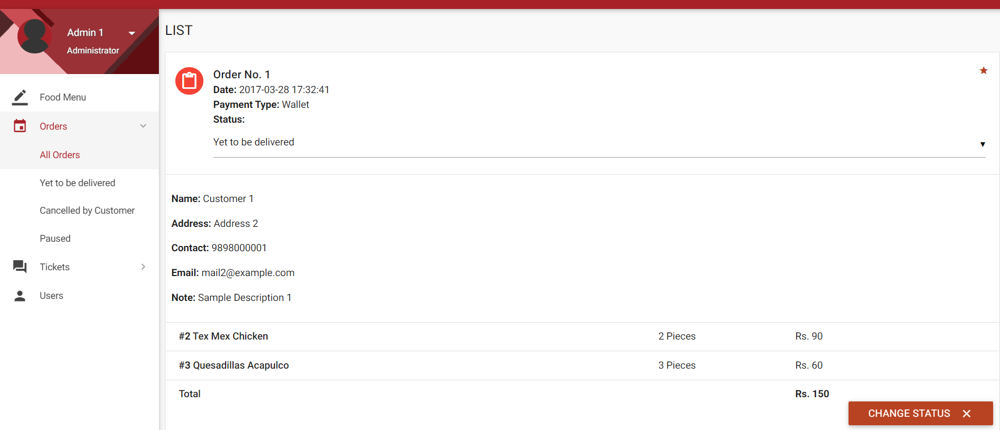 Admin 1
Administrator
Food Menu
Orders
All Orders
Yet to be delivered
Cancelled by Customer
Paused
Tickets
Users
LIST
Order No. 1
Date: 2017-03-28 17:32:41
Payment Type: Wallet
Status:
Yet to be delivered
Name: Customer 1
Address: Address 2
Contact: 9898000001
Email: mail2@example.com
Note: Sample Description 1
#2 Tex Mex Chicken 2 Pieces Rs. 90
#3 Quesadillas Acapulco 3 Pieces Rs. 60
Total Rs. 150
CHANGE STATUS